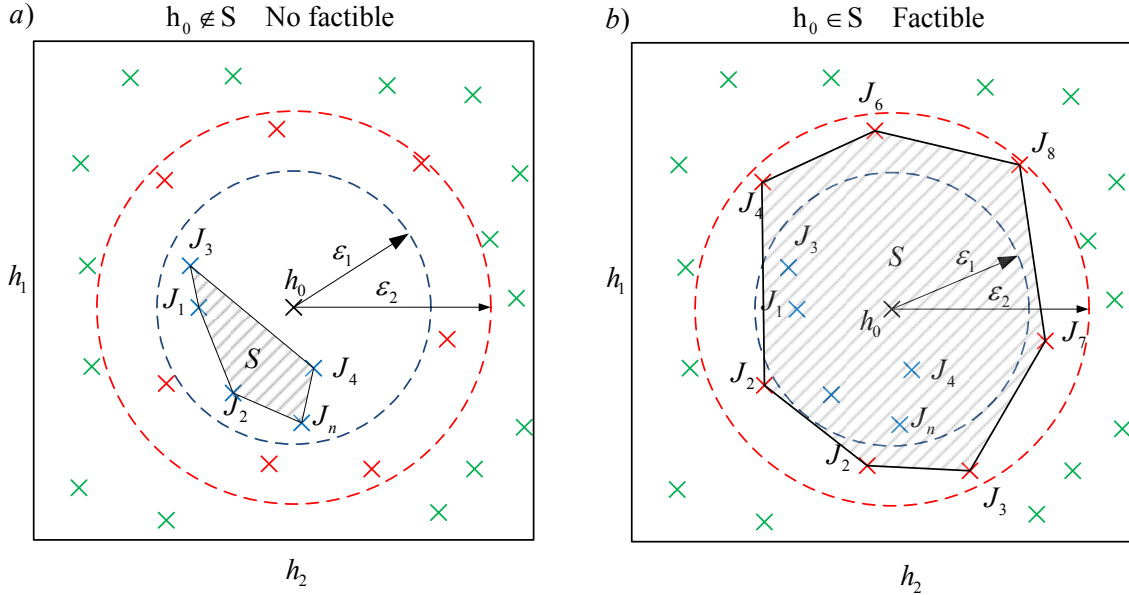 a)
h₀ ∉ S No factible
J₃
ε₁
h₀
ε₂
h₁
J₁
S
J₄
J₂
Jₙ
h₂
b)
h₀ ∈ S Factible
J₆
J₈
J₄
J₃
S
ε₁
ε₂
h₁
J₁
h₀
J₇
J₂
J₄
Jₙ
J₂
J₃
h₂